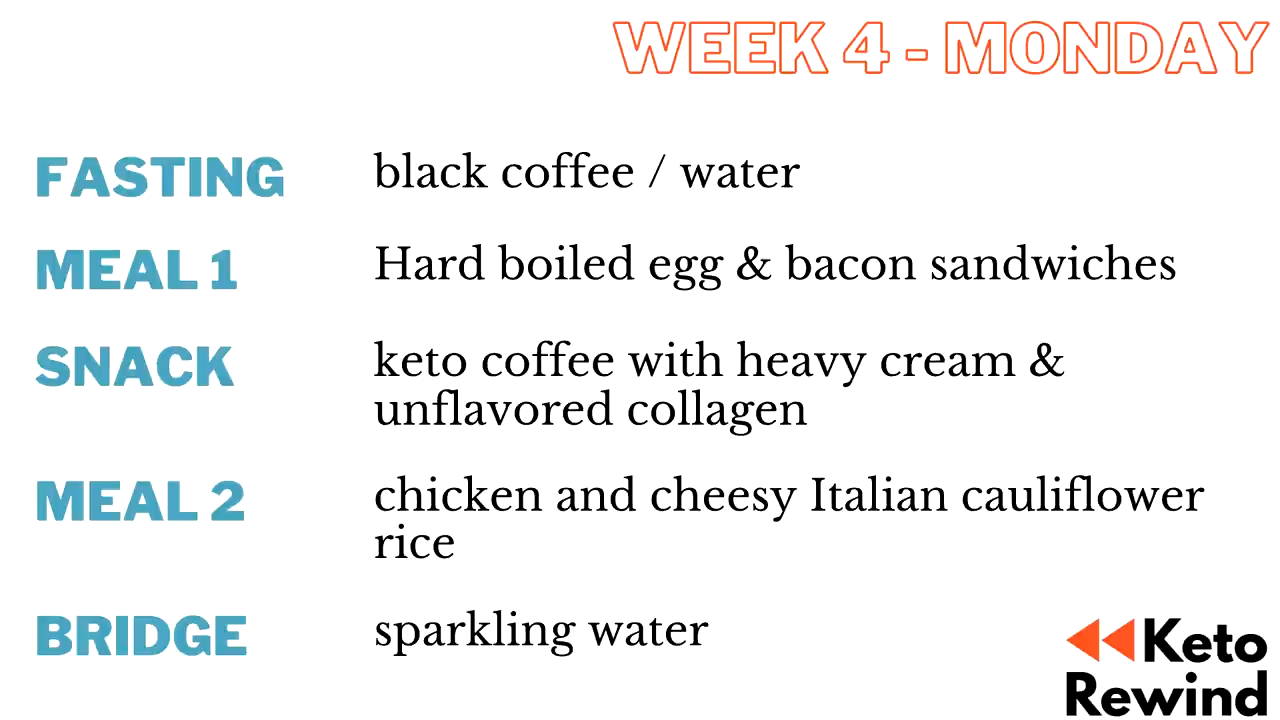 WEEK 4 - MONDAY
FASTING black coffee / water
MEAL 1 Hard boiled egg & bacon sandwiches
SNACK keto coffee with heavy cream &
unflavored collagen
MEAL 2 chicken and cheesy Italian cauliflower
rice
BRIDGE sparkling water
Keto
Rewind